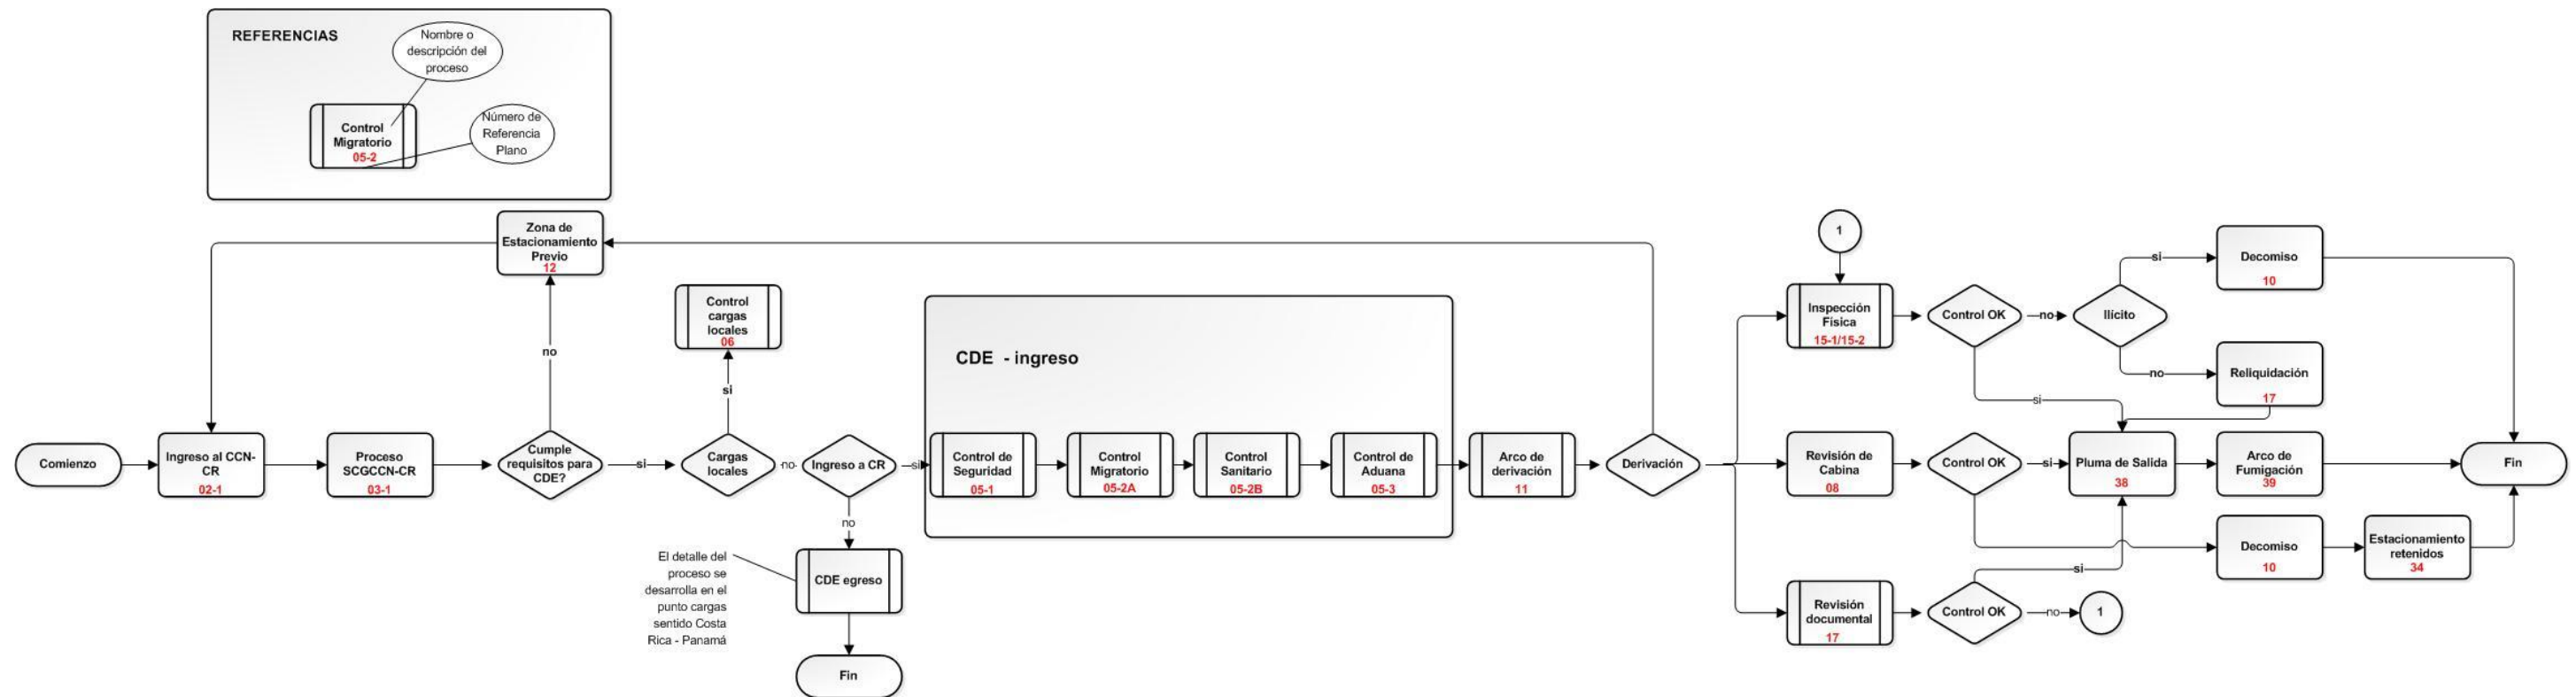 REFERENCIAS
Nombre o
descripción del
proceso
Control
Migratorio
05-2
Número de
Referencia
Plano
Zona de
Estacionamiento
Previo
12
no
Control
cargas
locales
06
si
Comienzo
Ingreso al CCN-
CR
02-1
Proceso
SCGCCN-CR
03-1
Cumple
requisitos para
CDE?
si
Cargas
locales
no
Ingreso a CR
si
no
El detalle del
proceso se
desarrolla en el
punto cargas
sentido Costa
Rica - Panamá
CDE egreso
Fin
CDE - ingreso
Control de
Seguridad
05-1
Control
Migratorio
05-2A
Control
Sanitario
05-2B
Control de
Aduana
05-3
Arco de
derivación
11
Derivación
1
Inspección
Física
15-1/15-2
Control OK
no
Ilícito
si
Decomiso
10
no
Reliquidación
17
si
Revisión de
Cabina
08
Control OK
si
Pluma de Salida
38
Arco de
Fumigación
39
Fin
Decomiso
10
Estacionamiento
retenidos
34
Revisión
documental
17
Control OK
si
no
1